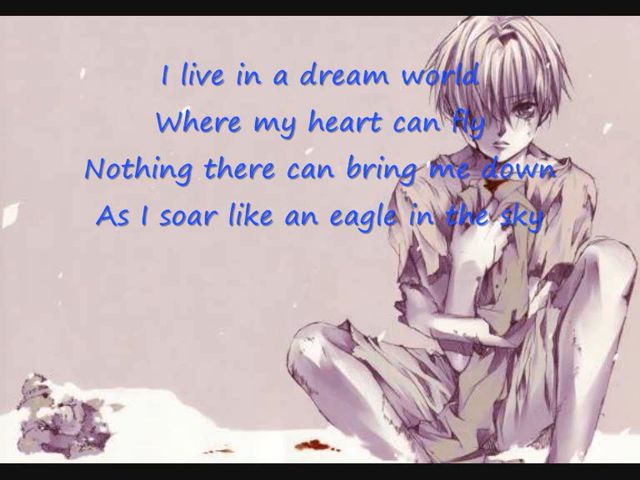 I live in a dream world
Where my heart can fly
Nothing there can bring me down
As I soar like an eagle in the sky